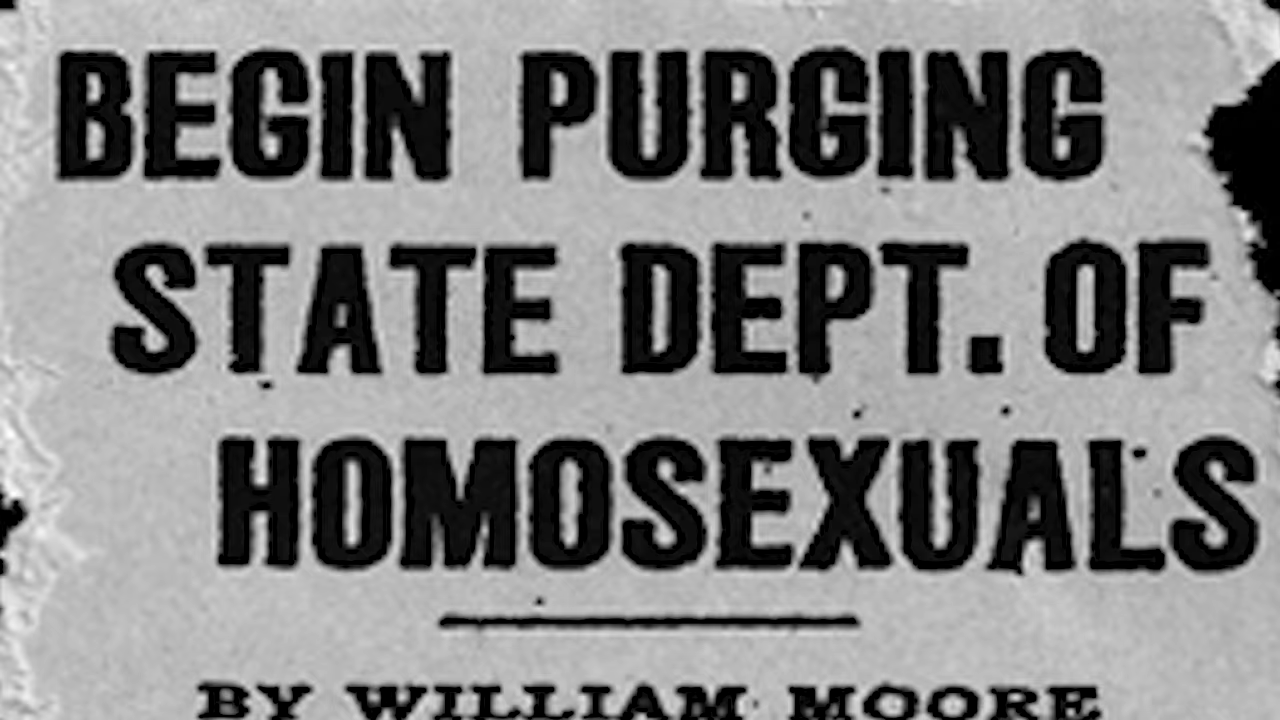 BEGIN PURGING
STATE DEPT. OF
HOMOSEXUALS
BY WILLIAM MOORE